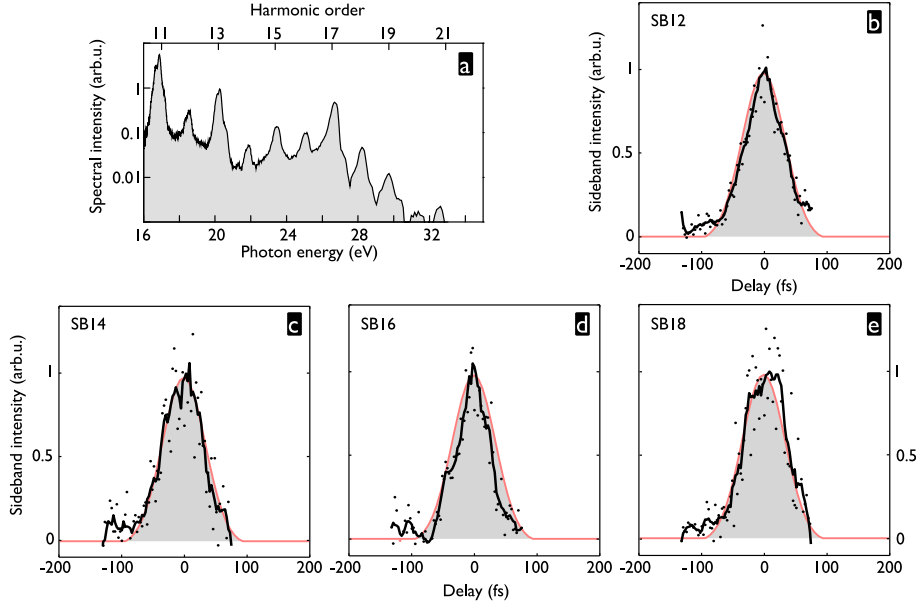 Harmonic order
11 13 15 17 19 21
a
Spectral intensity (arb.u.)
1
0.1
0.01
16 20 24 28 32
Photon energy (eV)
SB12
b
Sideband intensity (arb.u.)
1
0.5
0
-200 -100 0 100 200
Delay (fs)
SB14
c
Sideband intensity (arb.u.)
1
0.5
0
-200 -100 0 100 200
SB16
d
-200 -100 0 100 200
Delay (fs)
SB18
e
1
0.5
0
-200 -100 0 100 200
Delay (fs)